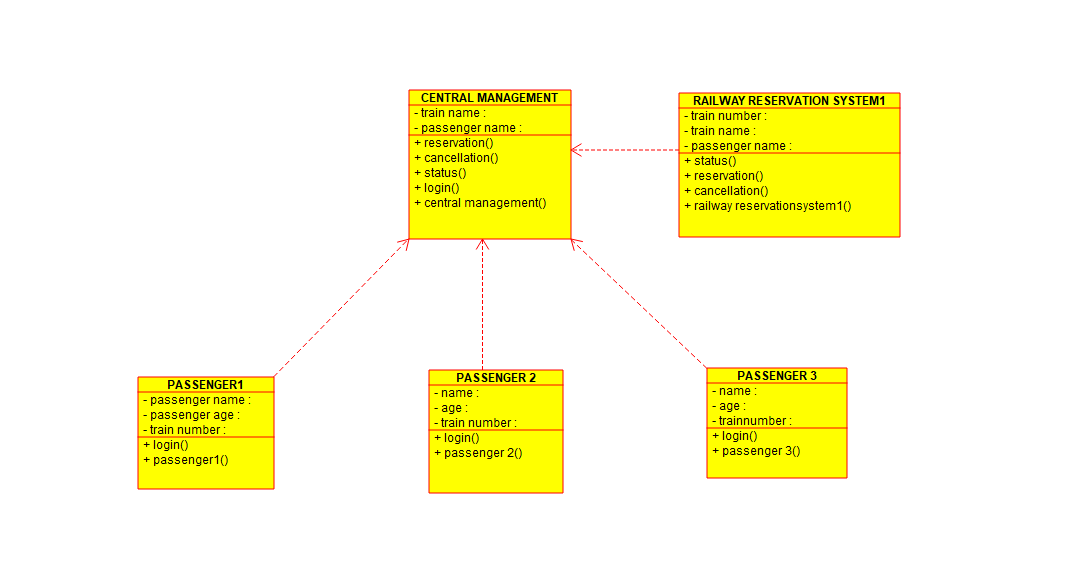 CENTRAL MANAGEMENT
- train name :
- passenger name :
+ reservation()
+ cancellation()
+ status()
+ login()
+ central management()
RAILWAY RESERVATION SYSTEM1
- train number :
- train name :
- passenger name :
+ status()
+ reservation()
+ cancellation()
+ railway reservationsystem1()
PASSENGER1
- passenger name :
- passenger age :
- train number :
+ login()
+ passenger1()
PASSENGER 2
- name :
- age :
- train number :
+ login()
+ passenger 2()
PASSENGER 3
- name :
- age :
- trainnumber :
+ login()
+ passenger 3()